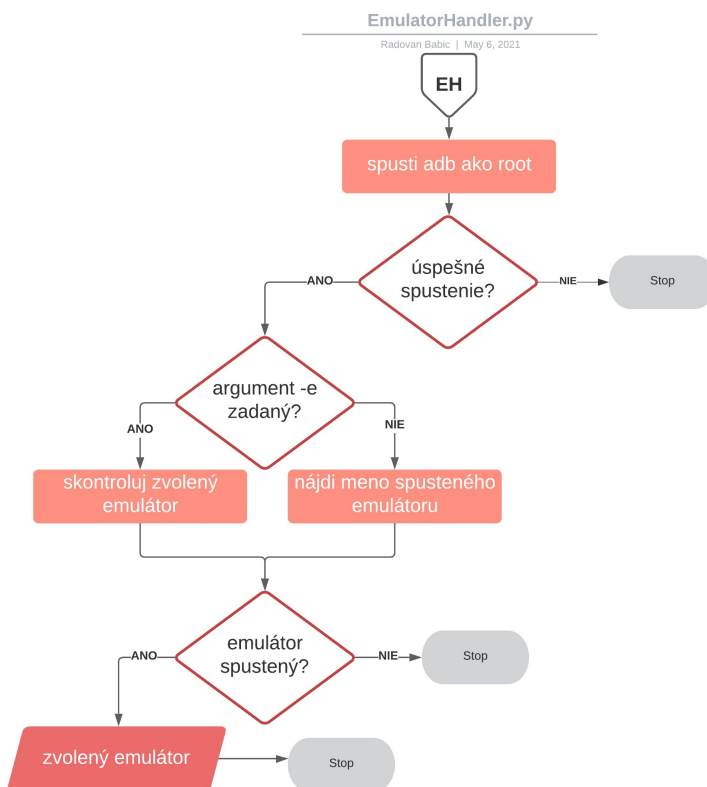 EmulatorHandler.py
Radovan Babic | May 6, 2021
EH
spusti adb ako root
úspešné
spustenie?
ANO
NIE
Stop
argument -e
zadaný?
ANO
NIE
skontroluj zvolený
emulátor
nájdi meno spusteného
emulátoru
emulátor
spustený?
ANO
NIE
Stop
zvolený emulátor
Stop